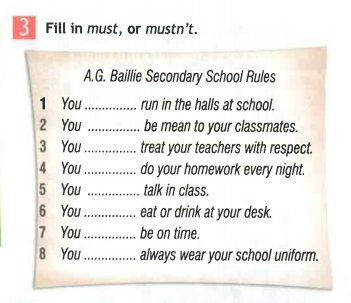 3 Fill in must, or mustn't.
A.G. Baillie Secondary School Rules
1 You ............... run in the halls at school.
2 You ............... be mean to your classmates.
3 You ............... treat your teachers with respect.
4 You ............... do your homework every night.
5 You ............... talk in class.
6 You ............... eat or drink at your desk.
7 You ............... be on time.
8 You ............... always wear your school uniform.